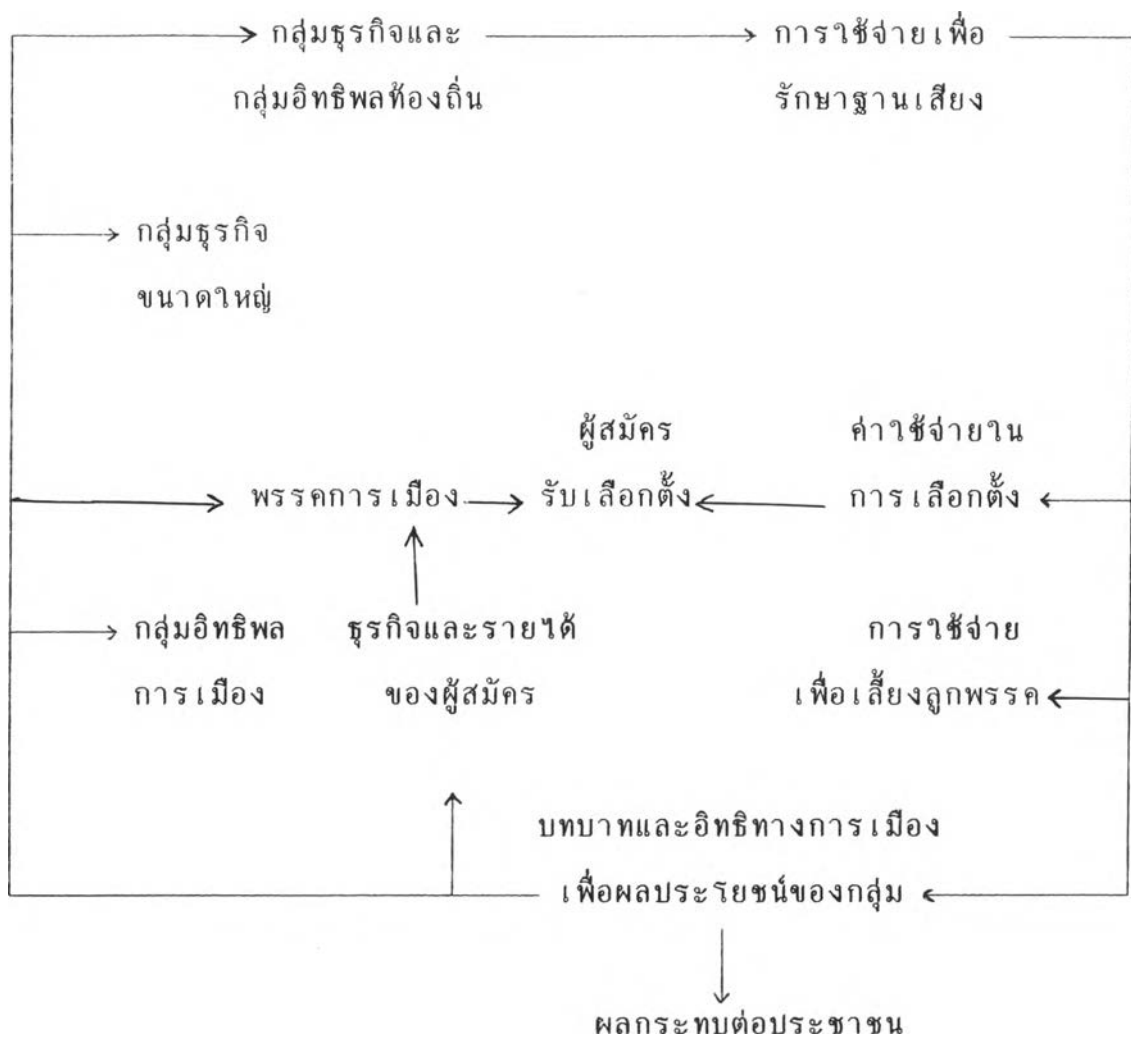 กลุ่มธุรกิจและ
กลุ่มอิทธิพลท้องถิ่น
การใช้จ่ายเพื่อ
รักษาฐานเสียง
กลุ่มธุรกิจ
ขนาดใหญ่
ผู้สมัคร
รับเลือกตั้ง
ค่าใช้จ่ายใน
การเลือกตั้ง
พรรคการเมือง
กลุ่มอิทธิพล
การเมือง
ธุรกิจและรายได้
ของผู้สมัคร
การใช้จ่าย
เพื่อเลี้ยงลูกพรรค
บทบาทและอิทธิทางการเมือง
เพื่อผลประโยชน์ของกลุ่ม
ผลกระทบต่อประชาชน